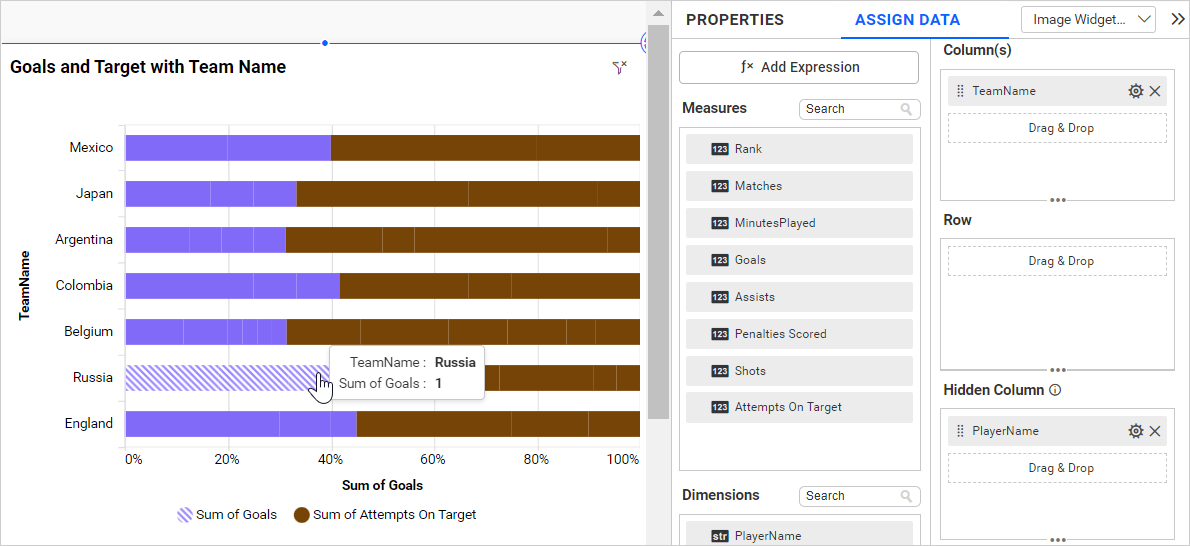 PROPERTIES
ASSIGN DATA
Image Widget...
Goals and Target with Team Name
TeamName
Mexico
Japan
Argentina
Colombia
Belgium
Russia
England
TeamName : Russia
Sum of Goals : 1
0% 20% 40% 60% 80% 100%
Sum of Goals
Sum of Goals Sum of Attempts On Target
ƒx Add Expression
Measures
Search
123 Rank
123 Matches
123 MinutesPlayed
123 Goals
123 Assists
123 Penalties Scored
123 Shots
123 Attempts On Target
Dimensions
Search
str PlayerName
Column(s)
TeamName
Drag & Drop
Row
Drag & Drop
Hidden Column
PlayerName
Drag & Drop